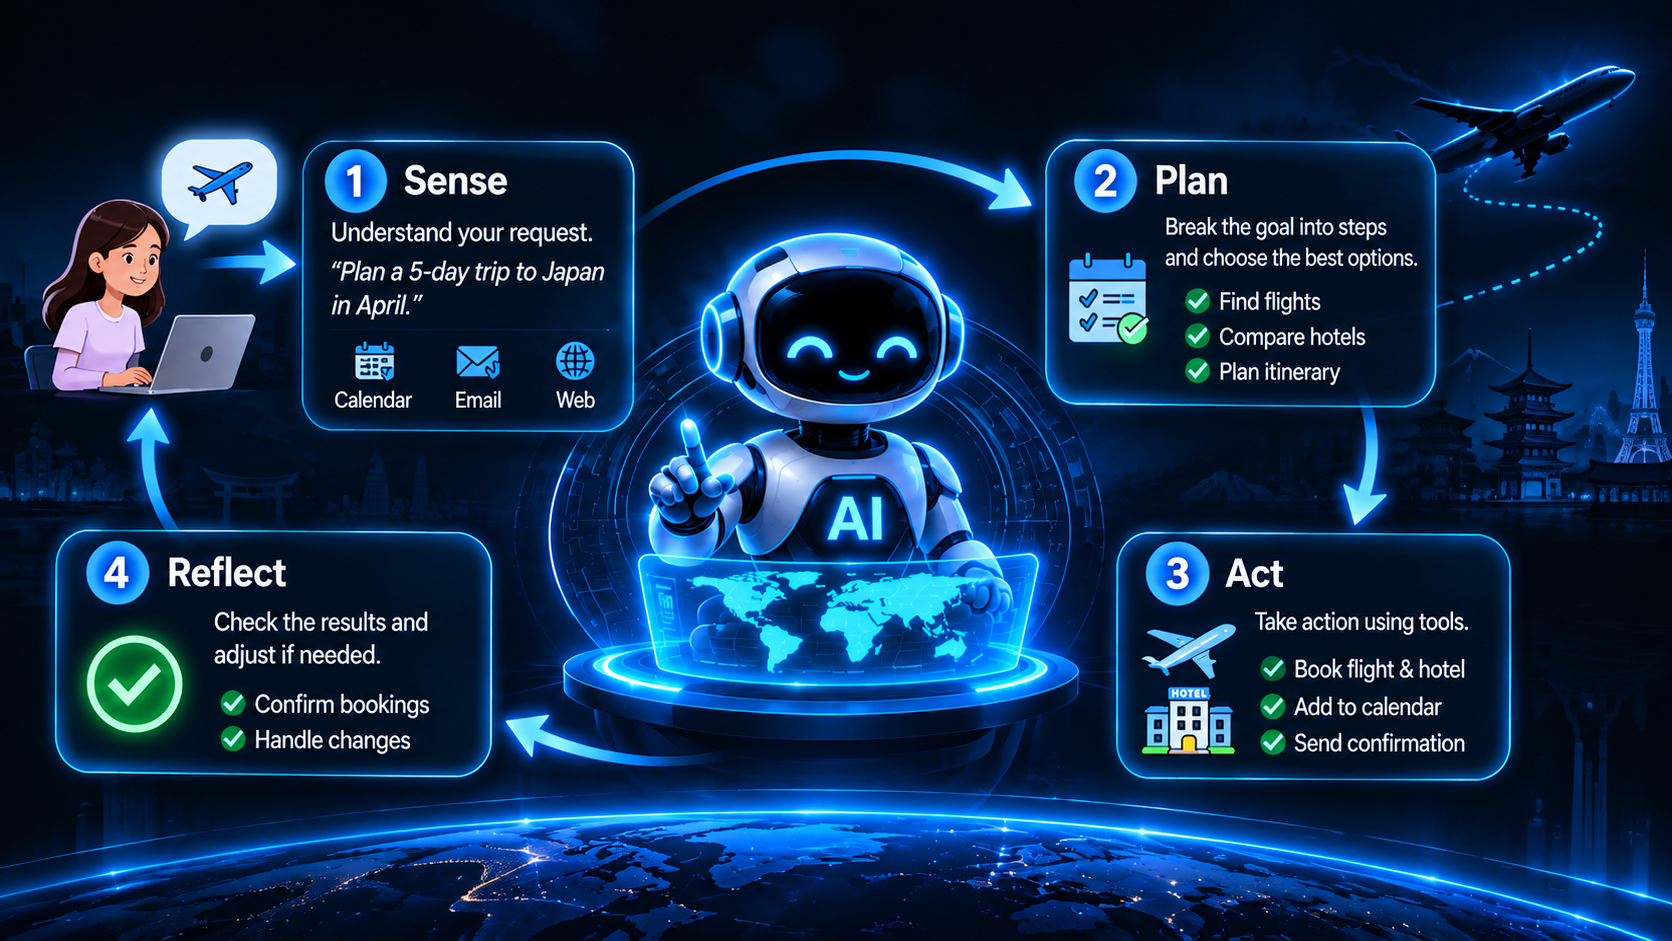 1 Sense
Understand your request.
“Plan a 5-day trip to Japan
in April.”
Calendar Email Web
2 Plan
Break the goal into steps
and choose the best options.
Find flights
Compare hotels
Plan itinerary
AI
3 Act
Take action using tools.
Book flight & hotel
HOTEL
Add to calendar
Send confirmation
4 Reflect
Check the results and
adjust if needed.
Confirm bookings
Handle changes